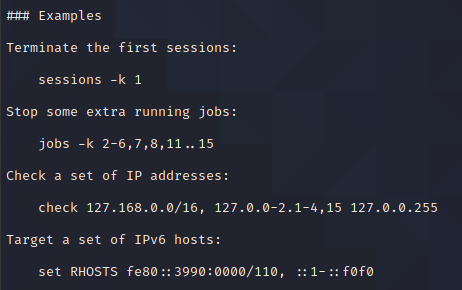 ### Examples
Terminate the first sessions:
sessions -k 1
Stop some extra running jobs:
jobs -k 2-6,7,8,11..15
Check a set of IP addresses:
check 127.168.0.0/16, 127.0.0-2.1-4,15 127.0.0.255
Target a set of IPv6 hosts:
set RHOSTS fe80::3990:0000/110, ::1-::f0f0